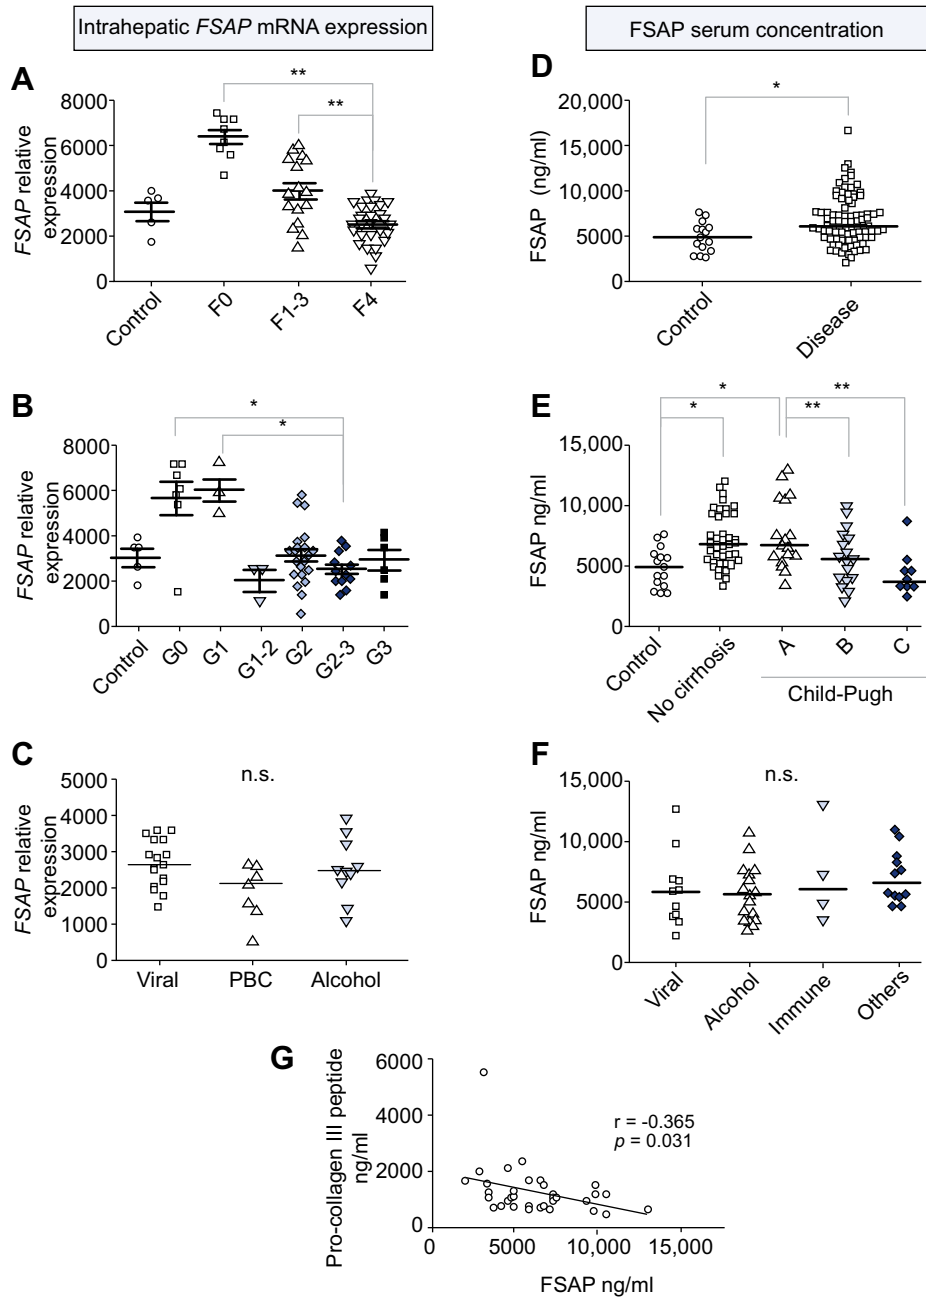 Intrahepatic FSAP mRNA expression
FSAP serum concentration
A
FSAP relative
expression
8000
6000
4000
2000
0
**
**
Control
F0
F1-3
F4
D
FSAP (ng/ml)
20,000
15,000
10,000
5000
0
*
Control
Disease
B
FSAP relative
expression
8000
6000
4000
2000
0
*
*
Control
G0
G1
G1-2
G2
G2-3
G3
E
FSAP ng/ml
15,000
10,000
5000
0
*
*
**
**
Control
No cirrhosis
A
B
C
Child-Pugh
C
FSAP relative
expression
5000
4000
3000
2000
1000
0
n.s.
Viral
PBC
Alcohol
F
FSAP ng/ml
15,000
10,000
5000
0
n.s.
Viral
Alcohol
Immune
Others
G
Pro-collagen III peptide
ng/ml
6000
4000
2000
0
r = -0.365
p = 0.031
0
5000
10,000
15,000
FSAP ng/ml